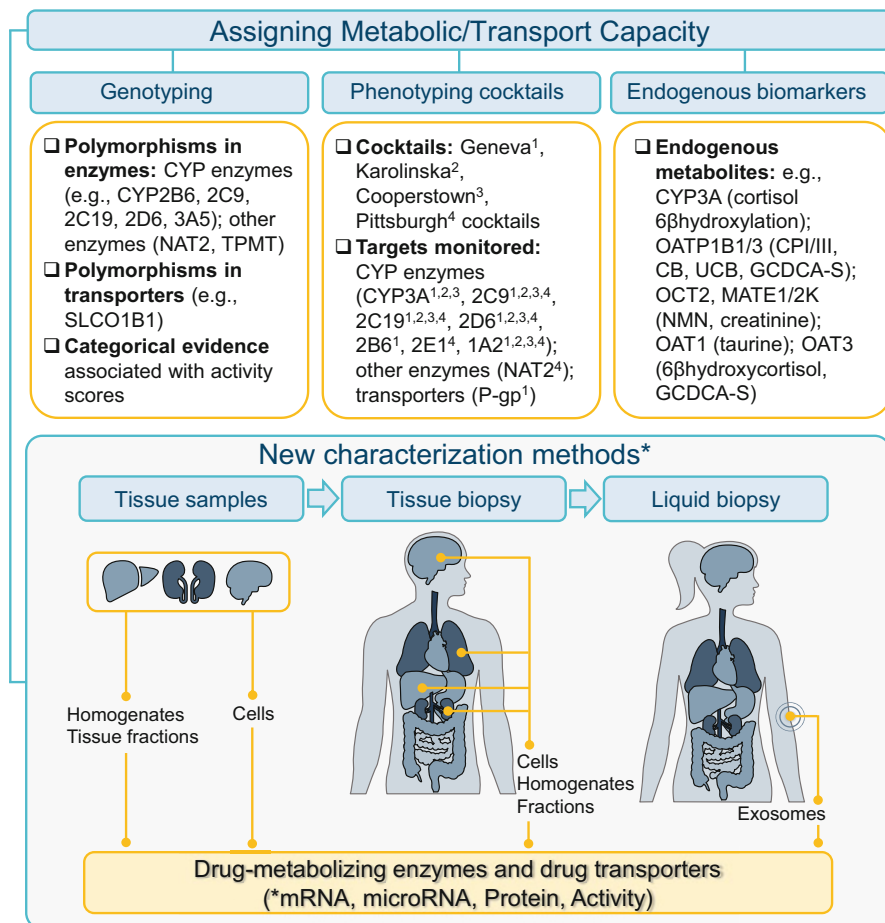 Assigning Metabolic/Transport Capacity
Genotyping
❑ Polymorphisms in
enzymes: CYP enzymes
(e.g., CYP2B6, 2C9,
2C19, 2D6, 3A5); other
enzymes (NAT2, TPMT)
❑ Polymorphisms in
transporters (e.g.,
SLCO1B1)
❑ Categorical evidence
associated with activity
scores
Phenotyping cocktails
❑ Cocktails: Geneva¹,
Karolinska²,
Cooperstown³,
Pittsburgh⁴ cocktails
❑ Targets monitored:
CYP enzymes
(CYP3A¹,²,³, 2C9¹,²,³,⁴,
2C19¹,²,³,⁴, 2D6¹,²,³,⁴,
2B6¹, 2E1⁴, 1A2¹,²,³,⁴);
other enzymes (NAT2⁴);
transporters (P-gp¹)
Endogenous biomarkers
❑ Endogenous
metabolites: e.g.,
CYP3A (cortisol
6βhydroxylation);
OATP1B1/3 (CPI/III,
CB, UCB, GCDCA-S);
OCT2, MATE1/2K
(NMN, creatinine);
OAT1 (taurine); OAT3
(6βhydroxycortisol,
GCDCA-S)
New characterization methods*
Tissue samples
Tissue biopsy
Liquid biopsy
Homogenates
Tissue fractions
Cells
Cells
Homogenates
Fractions
Exosomes
Drug-metabolizing enzymes and drug transporters
(*mRNA, microRNA, Protein, Activity)